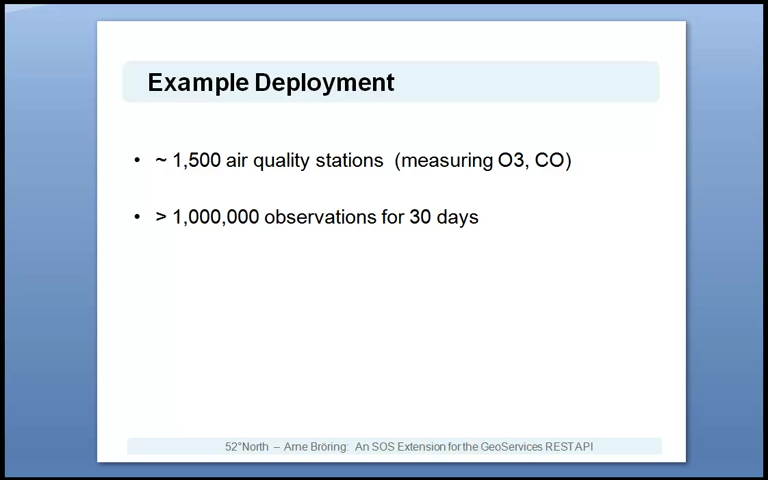 Example Deployment
• ~ 1,500 air quality stations (measuring O3, CO)
• > 1,000,000 observations for 30 days
52°North – Arne Bröring: An SOS Extension for the GeoServices REST API